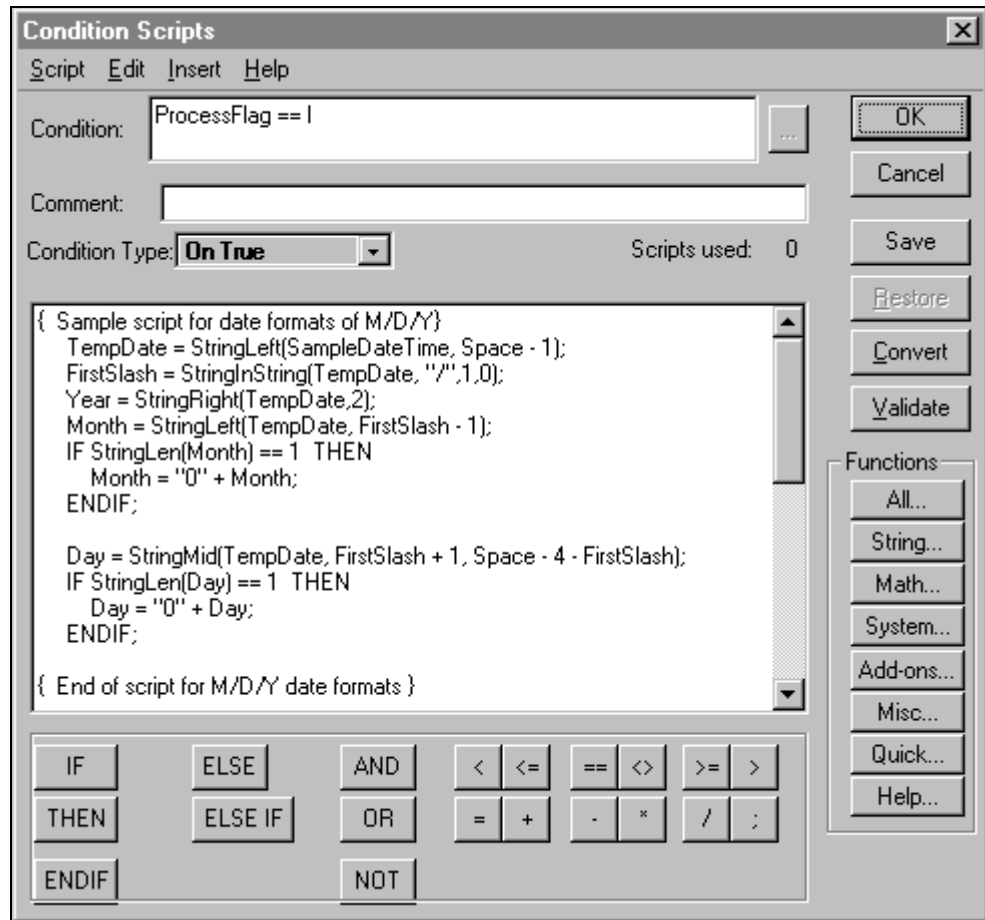 Condition Scripts
Script Edit Insert Help
Condition: ProcessFlag == I
...
OK
Cancel
Comment:
Condition Type: On True
Scripts used: 0
Save
Restore
Convert
Validate
{ Sample script for date formats of M/D/Y}
TempDate = StringLeft(SampleDateTime, Space - 1);
FirstSlash = StringInString(TempDate, "/",1,0);
Year = StringRight(TempDate,2);
Month = StringLeft(TempDate, FirstSlash - 1);
IF StringLen(Month) == 1 THEN
Month = "0" + Month;
ENDIF;
Day = StringMid(TempDate, FirstSlash + 1, Space - 4 - FirstSlash);
IF StringLen(Day) == 1 THEN
Day = "0" + Day;
ENDIF;
{ End of script for M/D/Y date formats }
Functions
All...
String...
Math...
System...
Add-ons...
Misc...
Quick...
Help...
IF ELSE AND < <= == <> >= >
THEN ELSE IF OR = + - * / ;
ENDIF NOT